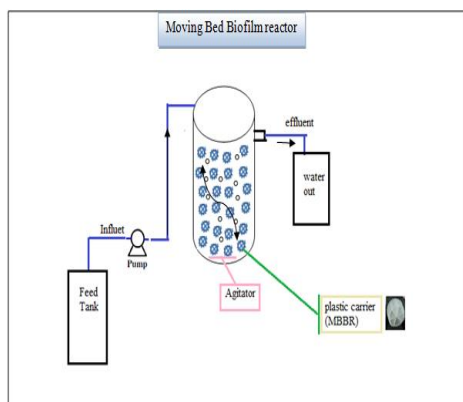 Moving Bed Biofilm reactor
effluent
water
out
Influet
Pump
Feed
Tank
Agitator
plastic carrier
(MBBR)